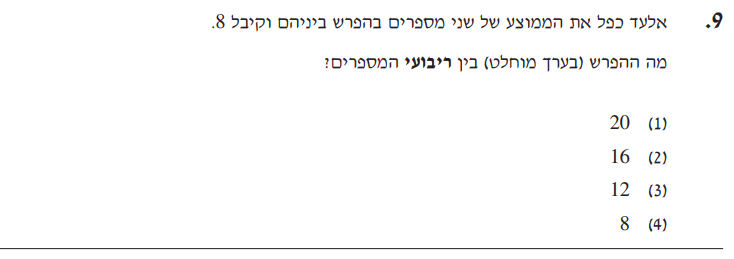 9. אלעד כפל את הממוצע של שני מספרים בהפרש ביניהם וקיבל 8.
מה ההפרש (בערך מוחלט) בין ריבועי המספרים?
(1) 20
(2) 16
(3) 12
(4) 8